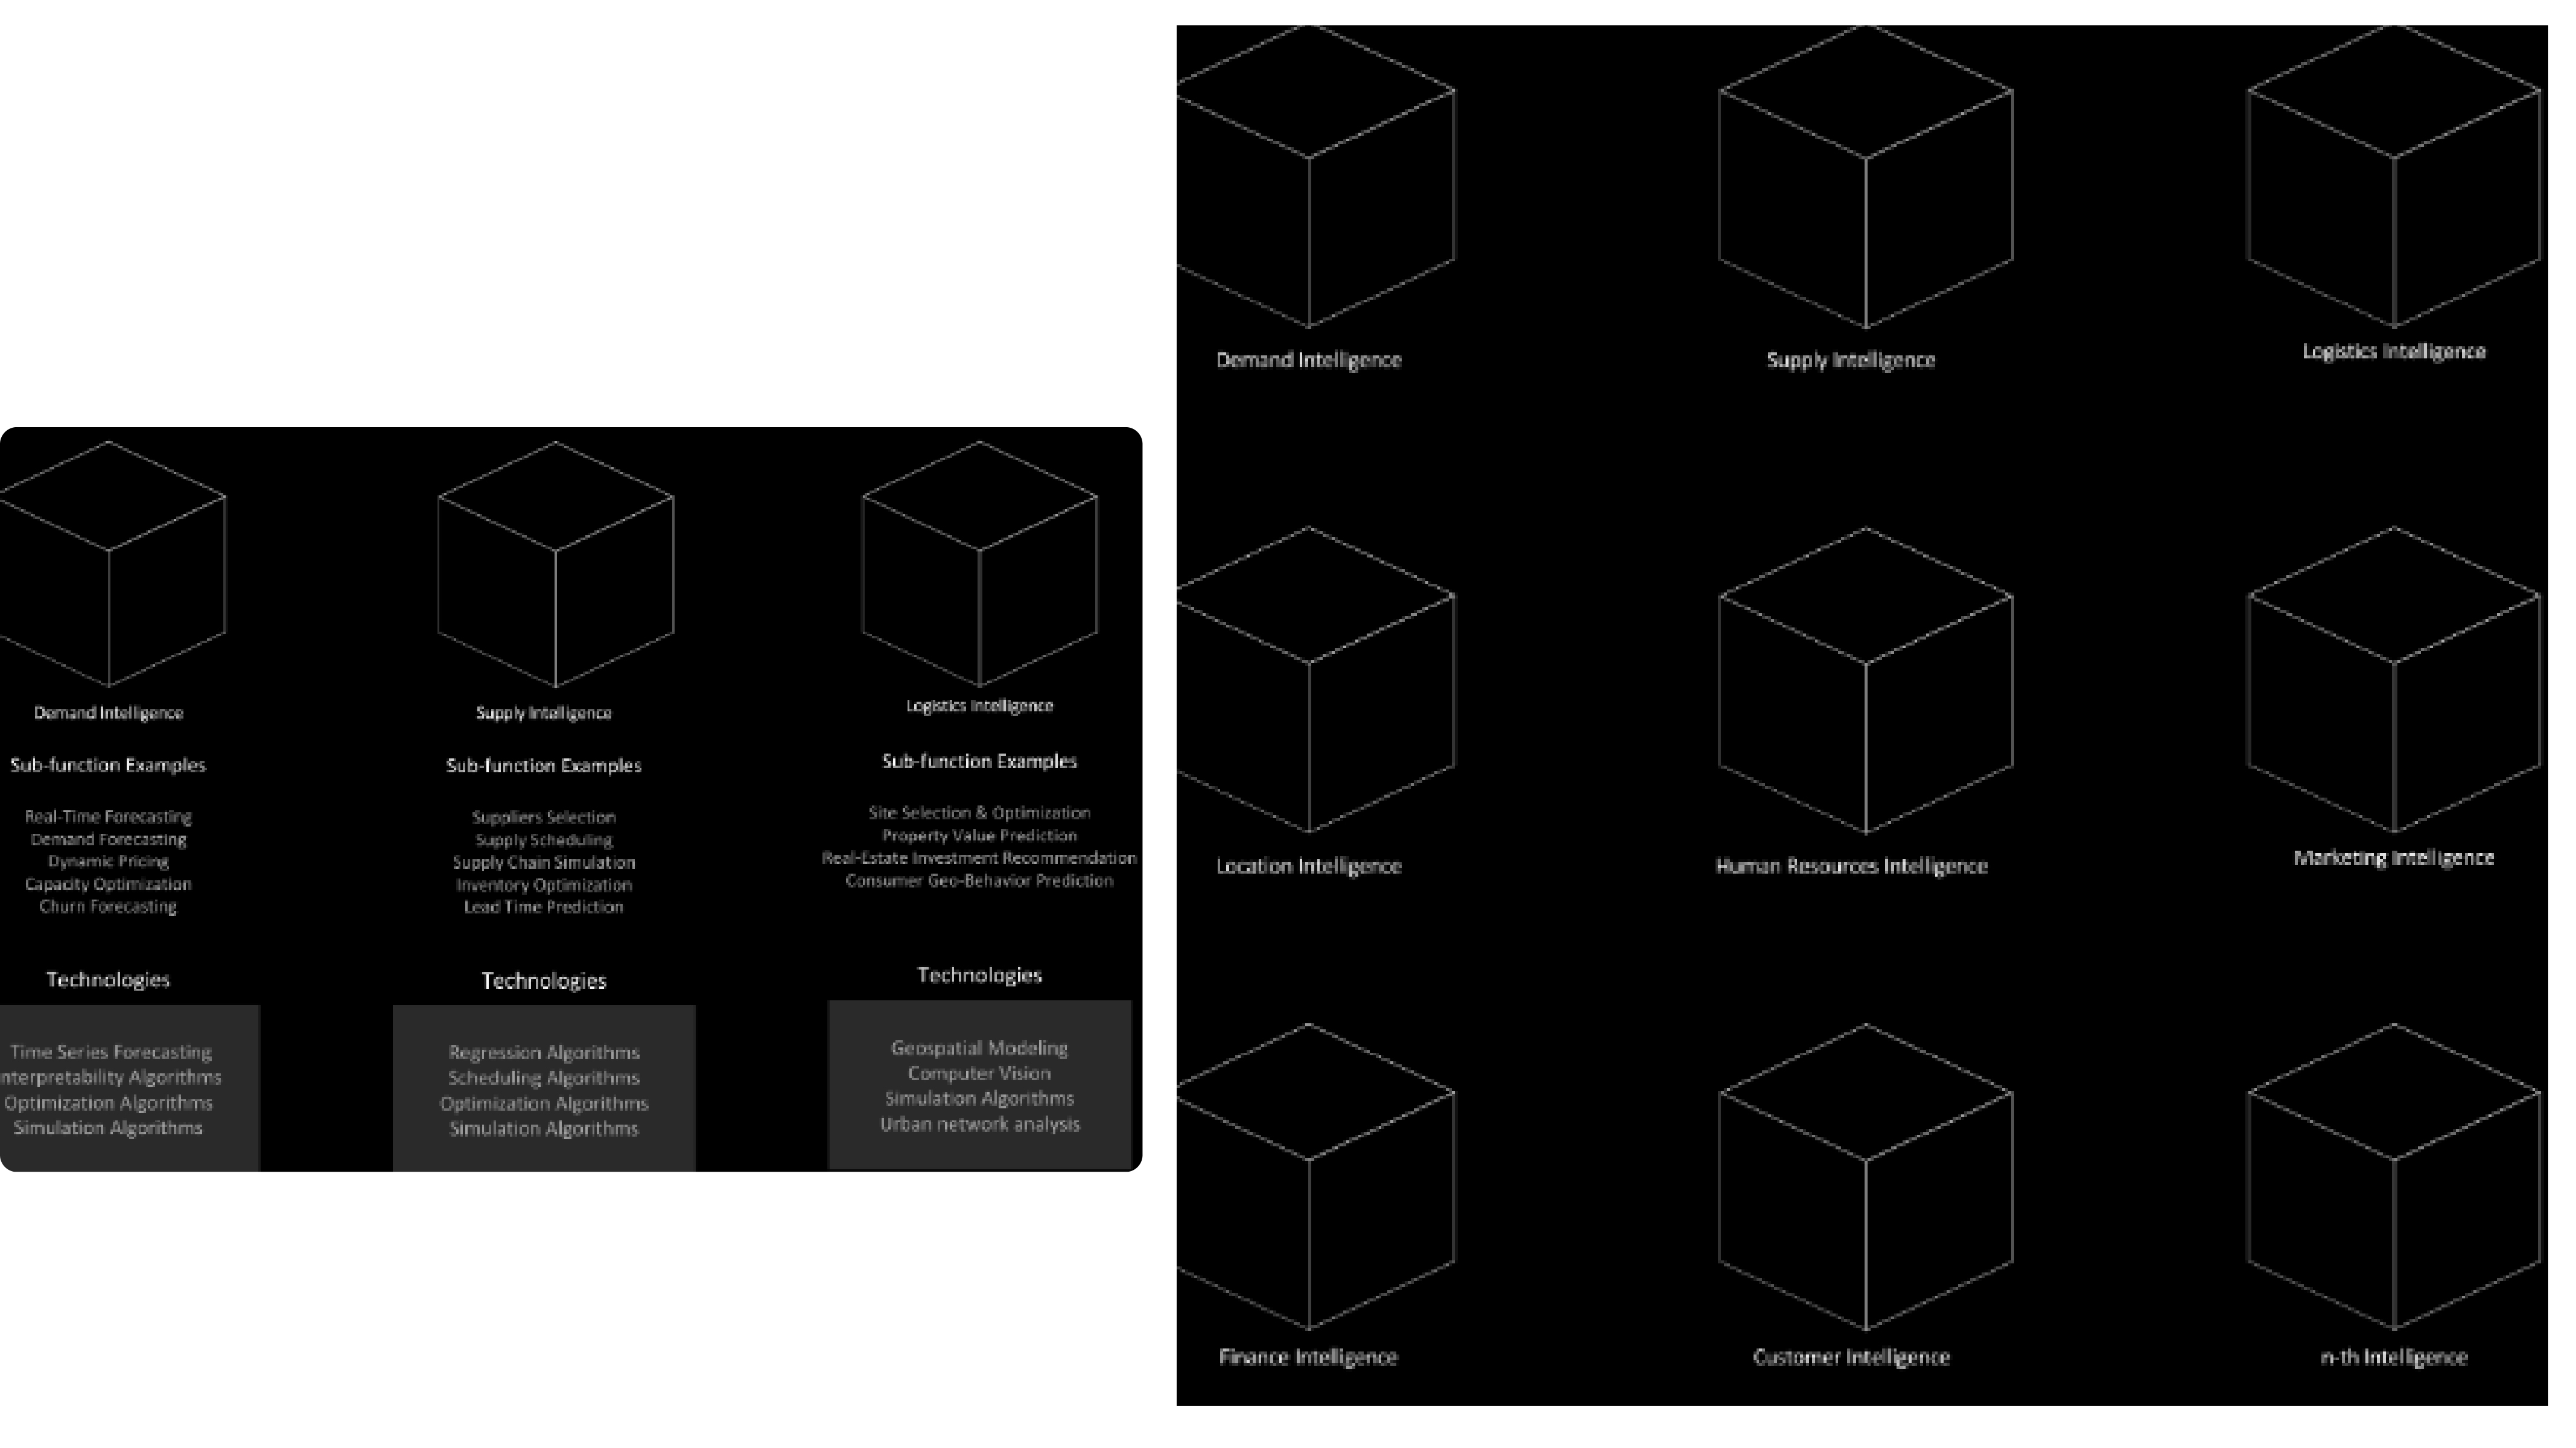 Demand Intelligence
Sub-function Examples
Real-Time Forecasting
Demand Forecasting
Dynamic Pricing
Capacity Optimization
Churn Forecasting
Technologies
Time Series Forecasting
nterpretability Algorithms
Optimization Algorithms
Simulation Algorithms
Supply Intelligence
Sub-function Examples
Suppliers Selection
Supply Scheduling
Supply Chain Simulation
Inventory Optimization
Lead Time Prediction
Technologies
Regression Algorithms
Scheduling Algorithms
Optimization Algorithms
Simulation Algorithms
Logistics Intelligence
Sub-function Examples
Site Selection & Optimization
Property Value Prediction
Real-Estate Investment Recommendation
Consumer Geo-Behavior Prediction
Technologies
Geospatial Modeling
Computer Vision
Simulation Algorithms
Urban network analysis
Demand Intelligence
Supply Intelligence
Logistics Intelligence
Location Intelligence
Human Resources Intelligence
Marketing Intelligence
Finance Intelligence
Customer Intelligence
n-th Intelligence